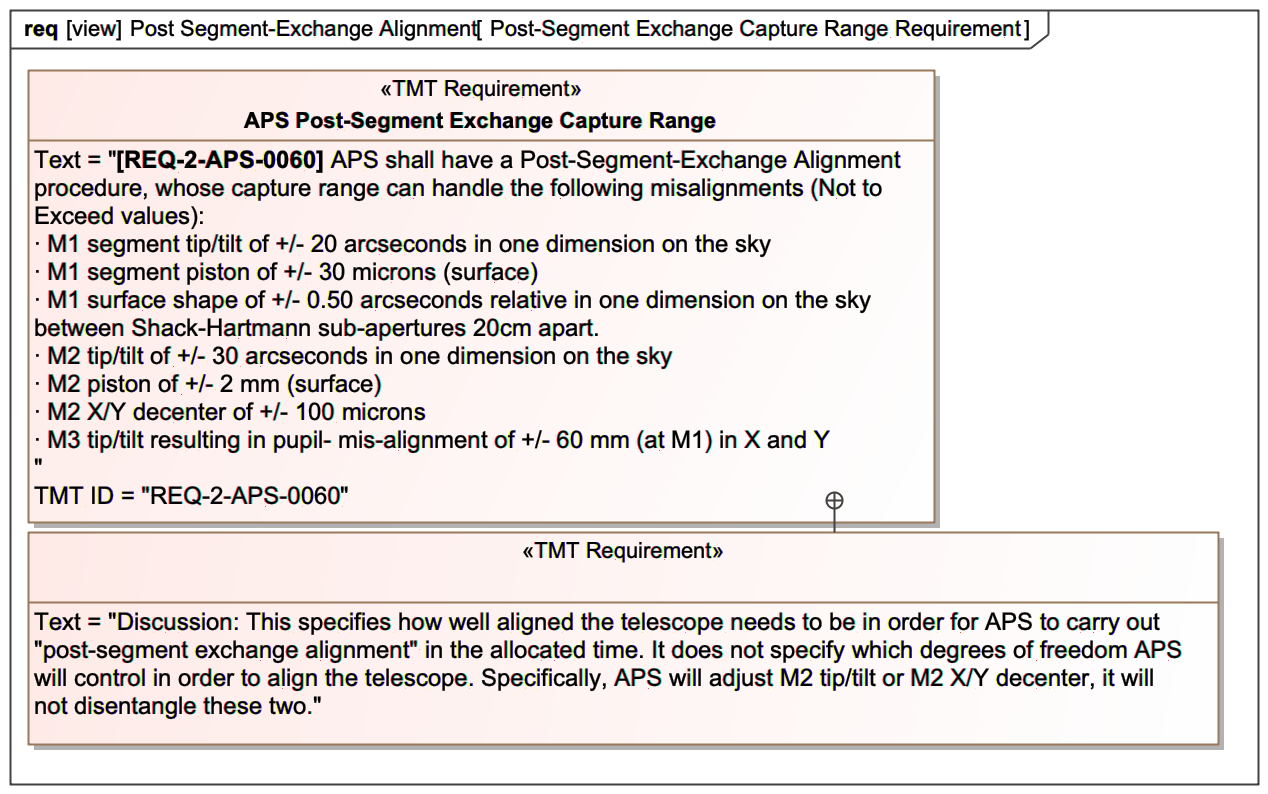 req [view] Post Segment-Exchange Alignment[ Post-Segment Exchange Capture Range Requirement]
«TMT Requirement»
APS Post-Segment Exchange Capture Range
Text = "[REQ-2-APS-0060] APS shall have a Post-Segment-Exchange Alignment
procedure, whose capture range can handle the following misalignments (Not to
Exceed values):
· M1 segment tip/tilt of +/- 20 arcseconds in one dimension on the sky
· M1 segment piston of +/- 30 microns (surface)
· M1 surface shape of +/- 0.50 arcseconds relative in one dimension on the sky
between Shack-Hartmann sub-apertures 20cm apart.
· M2 tip/tilt of +/- 30 arcseconds in one dimension on the sky
· M2 piston of +/- 2 mm (surface)
· M2 X/Y decenter of +/- 100 microns
· M3 tip/tilt resulting in pupil- mis-alignment of +/- 60 mm (at M1) in X and Y
"
TMT ID = "REQ-2-APS-0060"
«TMT Requirement»
Text = "Discussion: This specifies how well aligned the telescope needs to be in order for APS to carry out
"post-segment exchange alignment" in the allocated time. It does not specify which degrees of freedom APS
will control in order to align the telescope. Specifically, APS will adjust M2 tip/tilt or M2 X/Y decenter, it will
not disentangle these two."